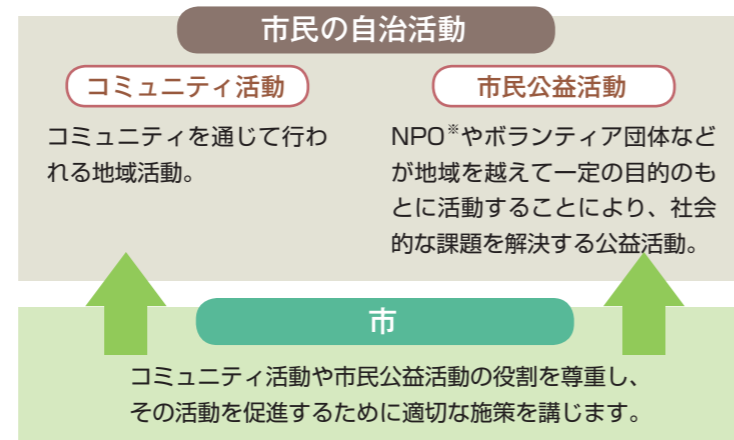 市民の自治活動
コミュニティ活動
コミュニティを通じて行わ
れる地域活動。
市民公益活動
NPO※やボランティア団体など
が地域を越えて一定の目的のも
とに活動することにより、社会
的な課題を解決する公益活動。
市
コミュニティ活動や市民公益活動の役割を尊重し、
その活動を促進するために適切な施策を講じます。